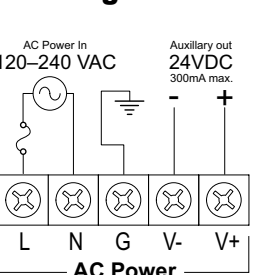 AC Power In
120–240 VAC
Auxillary out
24VDC
300mA max.
- +
L N G V- V+
AC Power